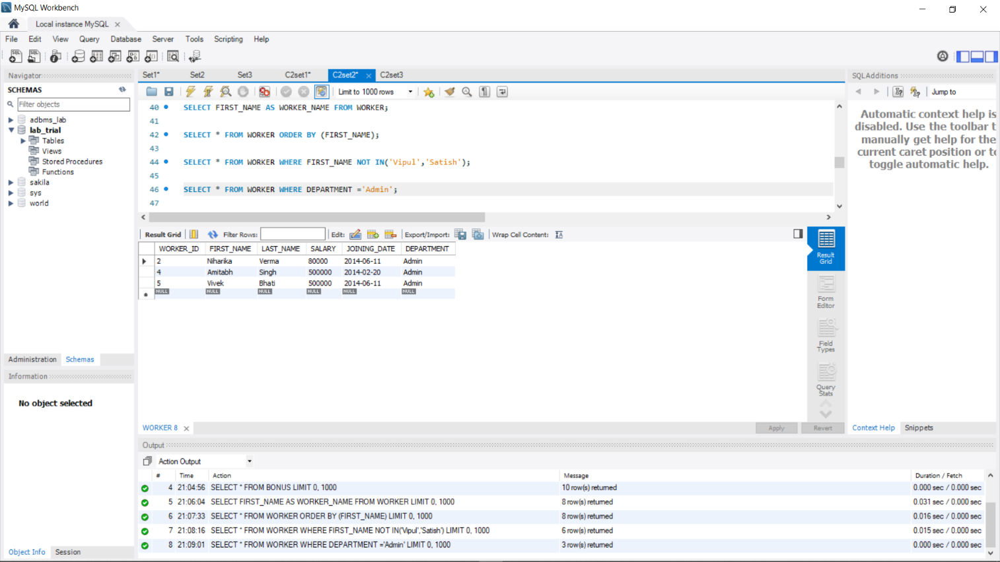 MySQL Workbench
Local instance MySQL
File Edit View Query Database Server Tools Scripting Help
Navigator
SCHEMAS
Filter objects
adbms_lab
lab_trial
Tables
Views
Stored Procedures
Functions
sakila
sys
world
Administration Schemas
Information
No object selected
Object Info Session
Set1* Set2 Set3 C2set1* C2set2* C2set3
Limit to 1000 rows
40 SELECT FIRST_NAME AS WORKER_NAME FROM WORKER;
41
42 SELECT * FROM WORKER ORDER BY (FIRST_NAME);
43
44 SELECT * FROM WORKER WHERE FIRST_NAME NOT IN('Vipul','Satish');
45
46 SELECT * FROM WORKER WHERE DEPARTMENT ='Admin';
47
Result Grid Filter Rows: Edit: Export/Import: Wrap Cell Content:
WORKER_ID FIRST_NAME LAST_NAME SALARY JOINING_DATE DEPARTMENT
2 Niharika Verma 80000 2014-06-11 Admin
4 Amitabh Singh 500000 2014-02-20 Admin
5 Vivek Bhati 500000 2014-06-11 Admin
NULL NULL NULL NULL NULL NULL
Result
Grid
Form
Editor
Field
Types
Query
Stats
WORKER 8 Apply Revert
SQLAdditions
Jump to
Automatic context help is
disabled. Use the toolbar t
manually get help for the
current caret position or to
toggle automatic help.
Context Help Snippets
Output
Action Output
# Time Action Message Duration / Fetch
4 21:04:56 SELECT * FROM BONUS LIMIT 0, 1000 10 row(s) returned 0.000 sec / 0.000 sec
5 21:06:04 SELECT FIRST_NAME AS WORKER_NAME FROM WORKER LIMIT 0, 1000 8 row(s) returned 0.031 sec / 0.000 sec
6 21:07:33 SELECT * FROM WORKER ORDER BY (FIRST_NAME) LIMIT 0, 1000 8 row(s) returned 0.016 sec / 0.000 sec
7 21:08:16 SELECT * FROM WORKER WHERE FIRST_NAME NOT IN('Vipul','Satish') LIMIT 0, 1000 6 row(s) returned 0.015 sec / 0.000 sec
8 21:09:01 SELECT * FROM WORKER WHERE DEPARTMENT ='Admin' LIMIT 0, 1000 3 row(s) returned 0.000 sec / 0.000 sec